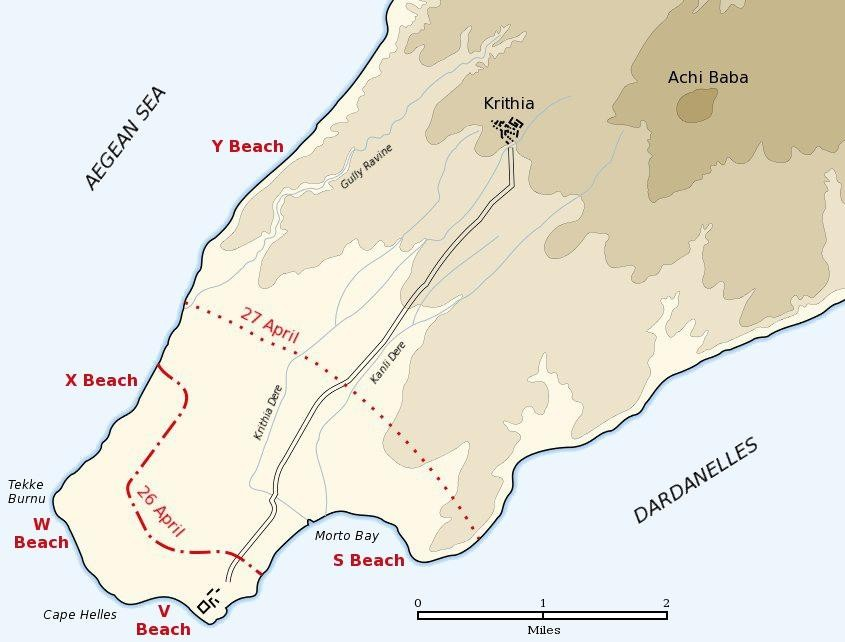 Achi Baba
Krithia
AEGEAN SEA
Y Beach
Gully Ravine
27 April
X Beach
Kanli Dere
Krithia Dere
DARDANELLES
Tekke
Burnu
26 April
W
Beach
Morto Bay
S Beach
Cape Helles
V
Beach
0 1 2
Miles